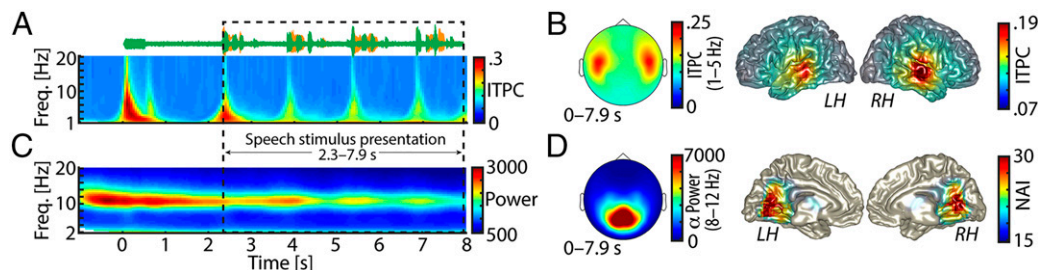 A
20
10
1
Freq. [Hz]
.3
0
ITPC
Speech stimulus presentation
2.3–7.9 s
B
.25
0
ITPC
(1–5 Hz)
0–7.9 s
LH
RH
.19
.07
ITPC
C
20
10
2
Freq. [Hz]
3000
Power
500
0 1 2 3 4 5 6 7 8
Time [s]
D
7000
0
α Power
(8–12 Hz)
0–7.9 s
LH
RH
30
15
NAI